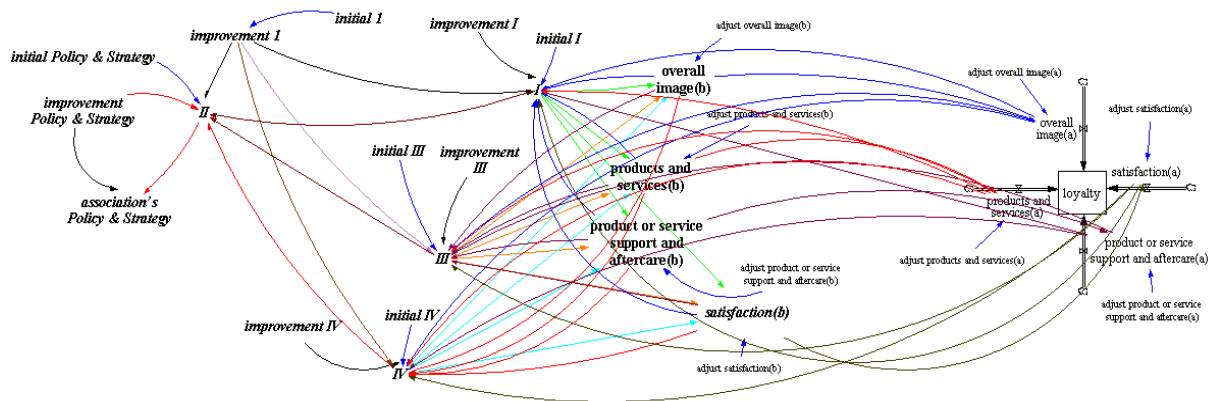 initial 1
improvement 1
improvement I
initial I
adjust overall image(b)
initial Policy & Strategy
overall
image(b)
adjust overall image(a)
improvement
Policy & Strategy
II
I
adjust products and services(b)
overall
image(a)
adjust satisfaction(a)
initial III
improvement
III
products and
services(b)
satisfaction(a)
loyalty
association's
Policy & Strategy
products and
services(a)
product or service
support and
aftercare(b)
III
adjust products and services(a)
product or service
support and aftercare(a)
adjust product or service
support and aftercare(b)
adjust product or service
support and aftercare(a)
improvement IV
initial IV
satisfaction(b)
IV
adjust satisfaction(b)